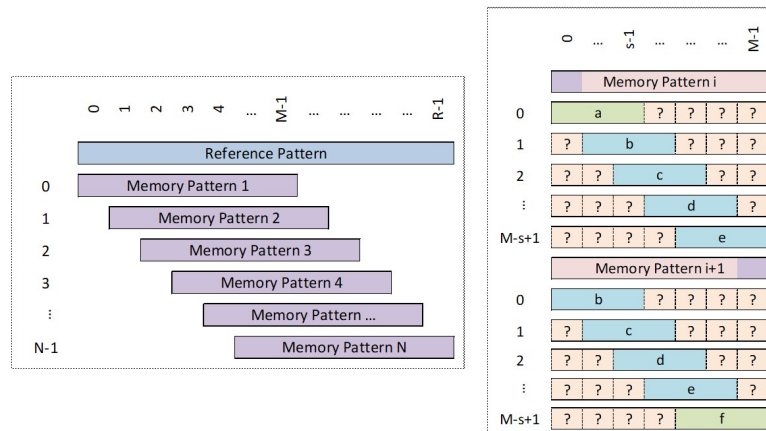 0 1 2 3 4 ... M-1 ... ... ... ... R-1
Reference Pattern
0 Memory Pattern 1
1 Memory Pattern 2
2 Memory Pattern 3
3 Memory Pattern 4
⋮ Memory Pattern ...
N-1 Memory Pattern N
0 ... s-1 ... ... ... M-1
Memory Pattern i
0 a ? ? ? ?
1 ? b ? ? ?
2 ? ? c ? ?
⋮ ? ? ? d ?
M-s+1 ? ? ? ? e
Memory Pattern i+1
0 b ? ? ? ?
1 ? c ? ? ?
2 ? ? d ? ?
⋮ ? ? ? e ?
M-s+1 ? ? ? ? f